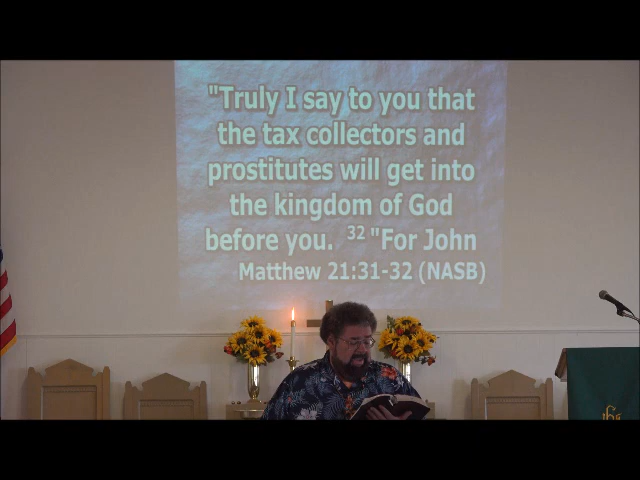 "Truly I say to you that
the tax collectors and
prostitutes will get into
the kingdom of God
before you. 32 "For John
Matthew 21:31-32 (NASB)